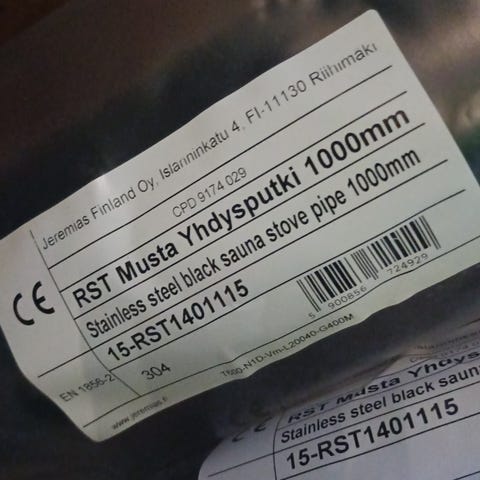 Jeremias Finland Oy, Islanninkatu 4, FI-11130 Riihimäki
CPD 9174 029
RST Musta Yhdysputki 1000mm
Stainless steel black sauna stove pipe 1000mm
CE
15-RST1401115
5 900856 724929
EN 1856-2
304
T600-N1D-Vm-L20040-G400M
www.jeremias.fi
RST Musta Yhdys
Stainless steel black sauna
15-RST1401115